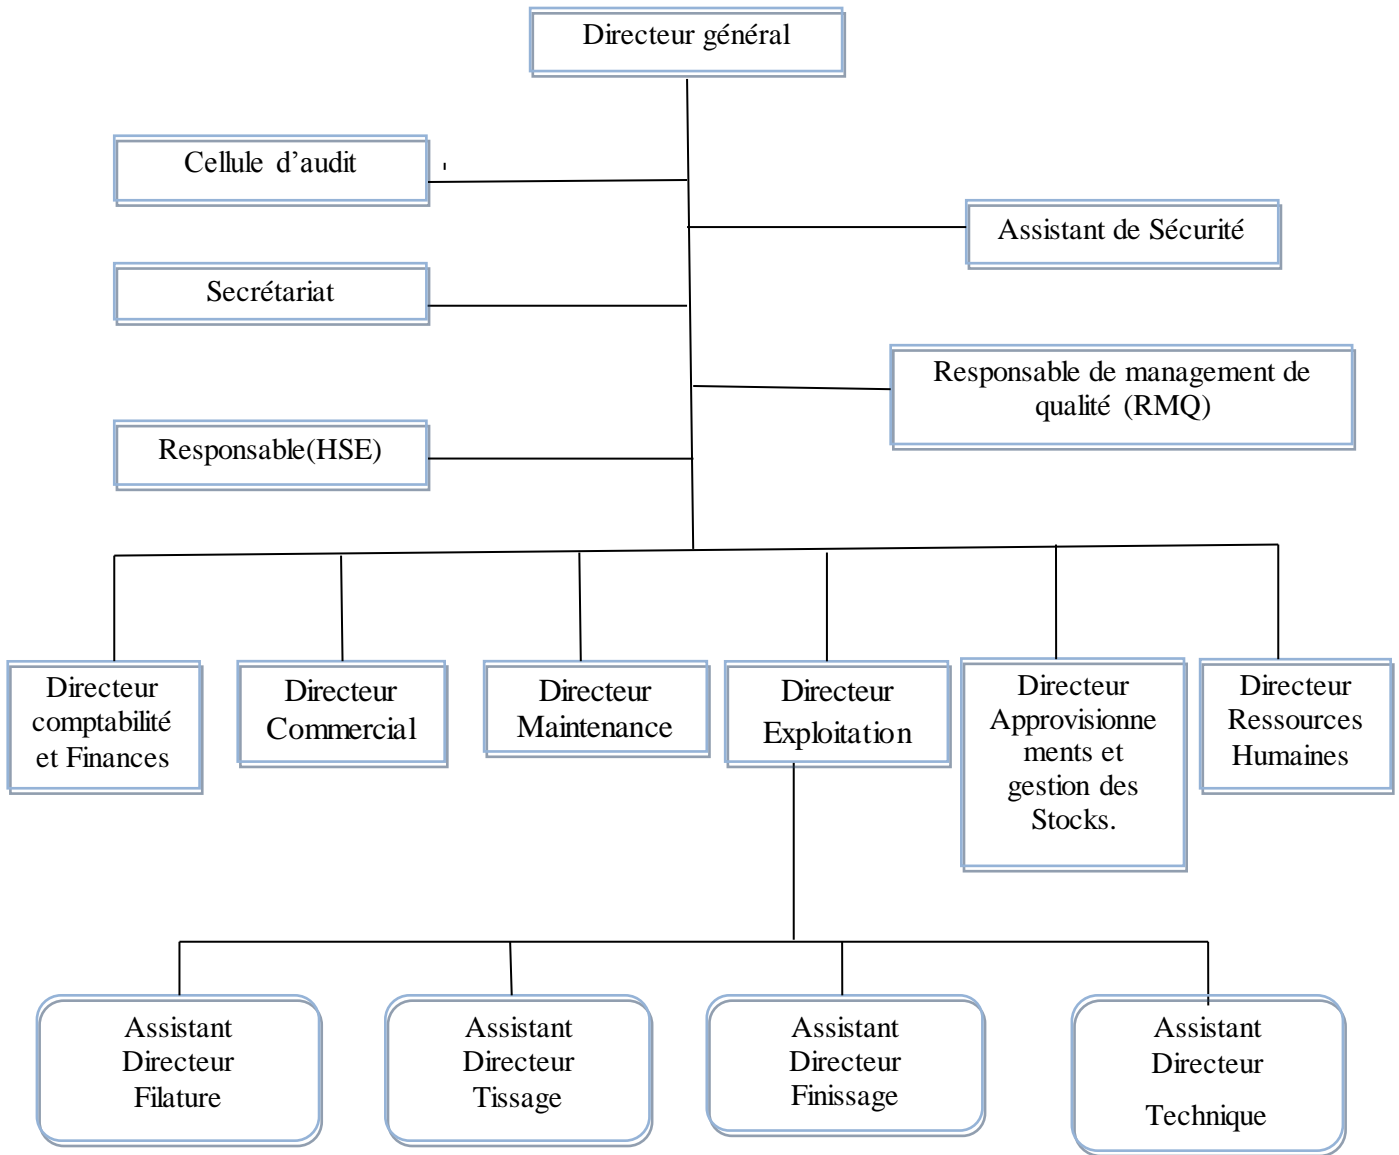 Directeur général
Cellule d’audit
Assistant de Sécurité
Secrétariat
Responsable de management de
qualité (RMQ)
Responsable(HSE)
Directeur
comptabilité
et Finances
Directeur
Commercial
Directeur
Maintenance
Directeur
Exploitation
Directeur
Approvisionne
ments et
gestion des
Stocks.
Directeur
Ressources
Humaines
Assistant
Directeur
Filature
Assistant
Directeur
Tissage
Assistant
Directeur
Finissage
Assistant
Directeur
Technique